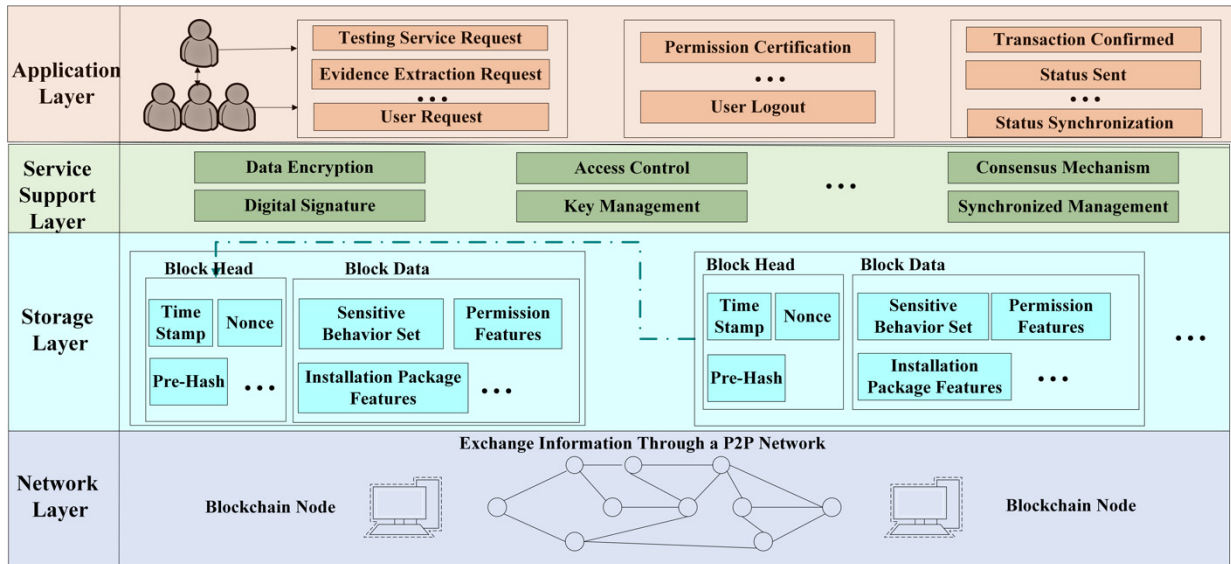 Application
Layer
Testing Service Request
Evidence Extraction Request
...
User Request
Permission Certification
...
User Logout
Transaction Confirmed
Status Sent
...
Status Synchronization
Service
Support
Layer
Data Encryption
Digital Signature
Access Control
Key Management
...
Consensus Mechanism
Synchronized Management
Storage
Layer
Block Head
Time
Stamp
Nonce
Pre-Hash
...
Block Data
Sensitive
Behavior Set
Permission
Features
Installation Package
Features
...
Block Head
Time
Stamp
Nonce
Pre-Hash
Block Data
Sensitive
Behavior Set
Permission
Features
Installation
Package Features
...
...
Network
Layer
Exchange Information Through a P2P Network
Blockchain Node
Blockchain Node